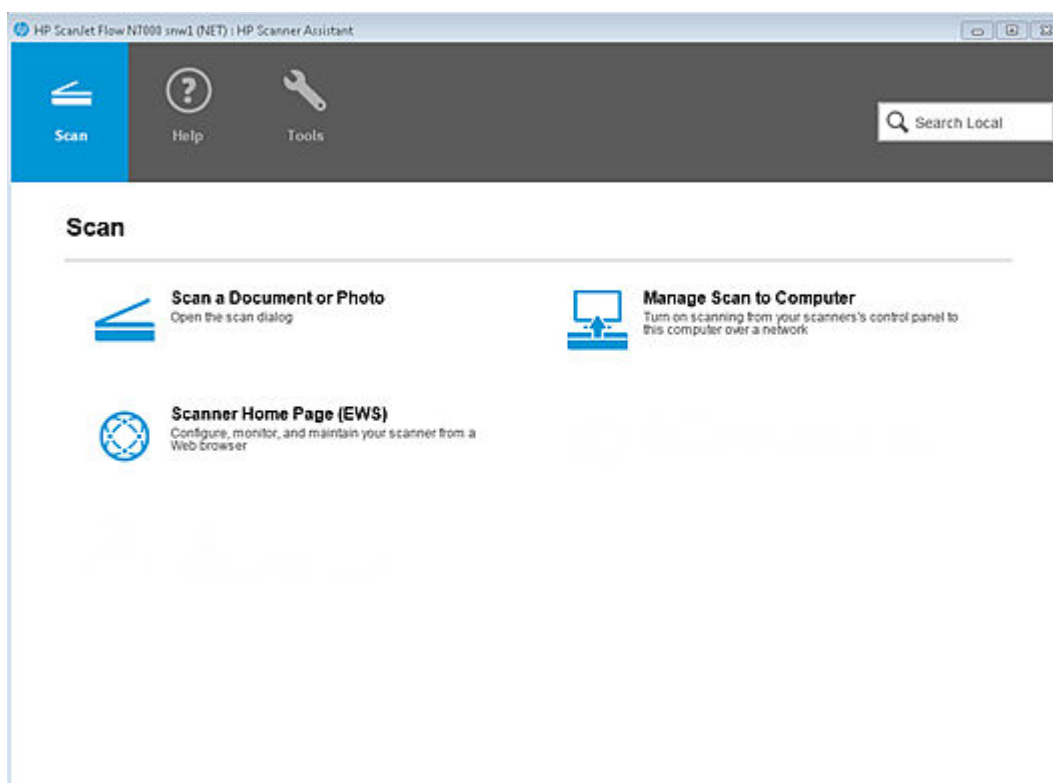 HP ScanJet Flow N7000 snw1 (NET) : HP Scanner Assistant
Scan
Help
Tools
Search Local
Scan
Scan a Document or Photo
Open the scan dialog
Manage Scan to Computer
Turn on scanning from your scanners's control panel to
this computer over a network
Scanner Home Page (EWS)
Configure, monitor, and maintain your scanner from a
Web browser